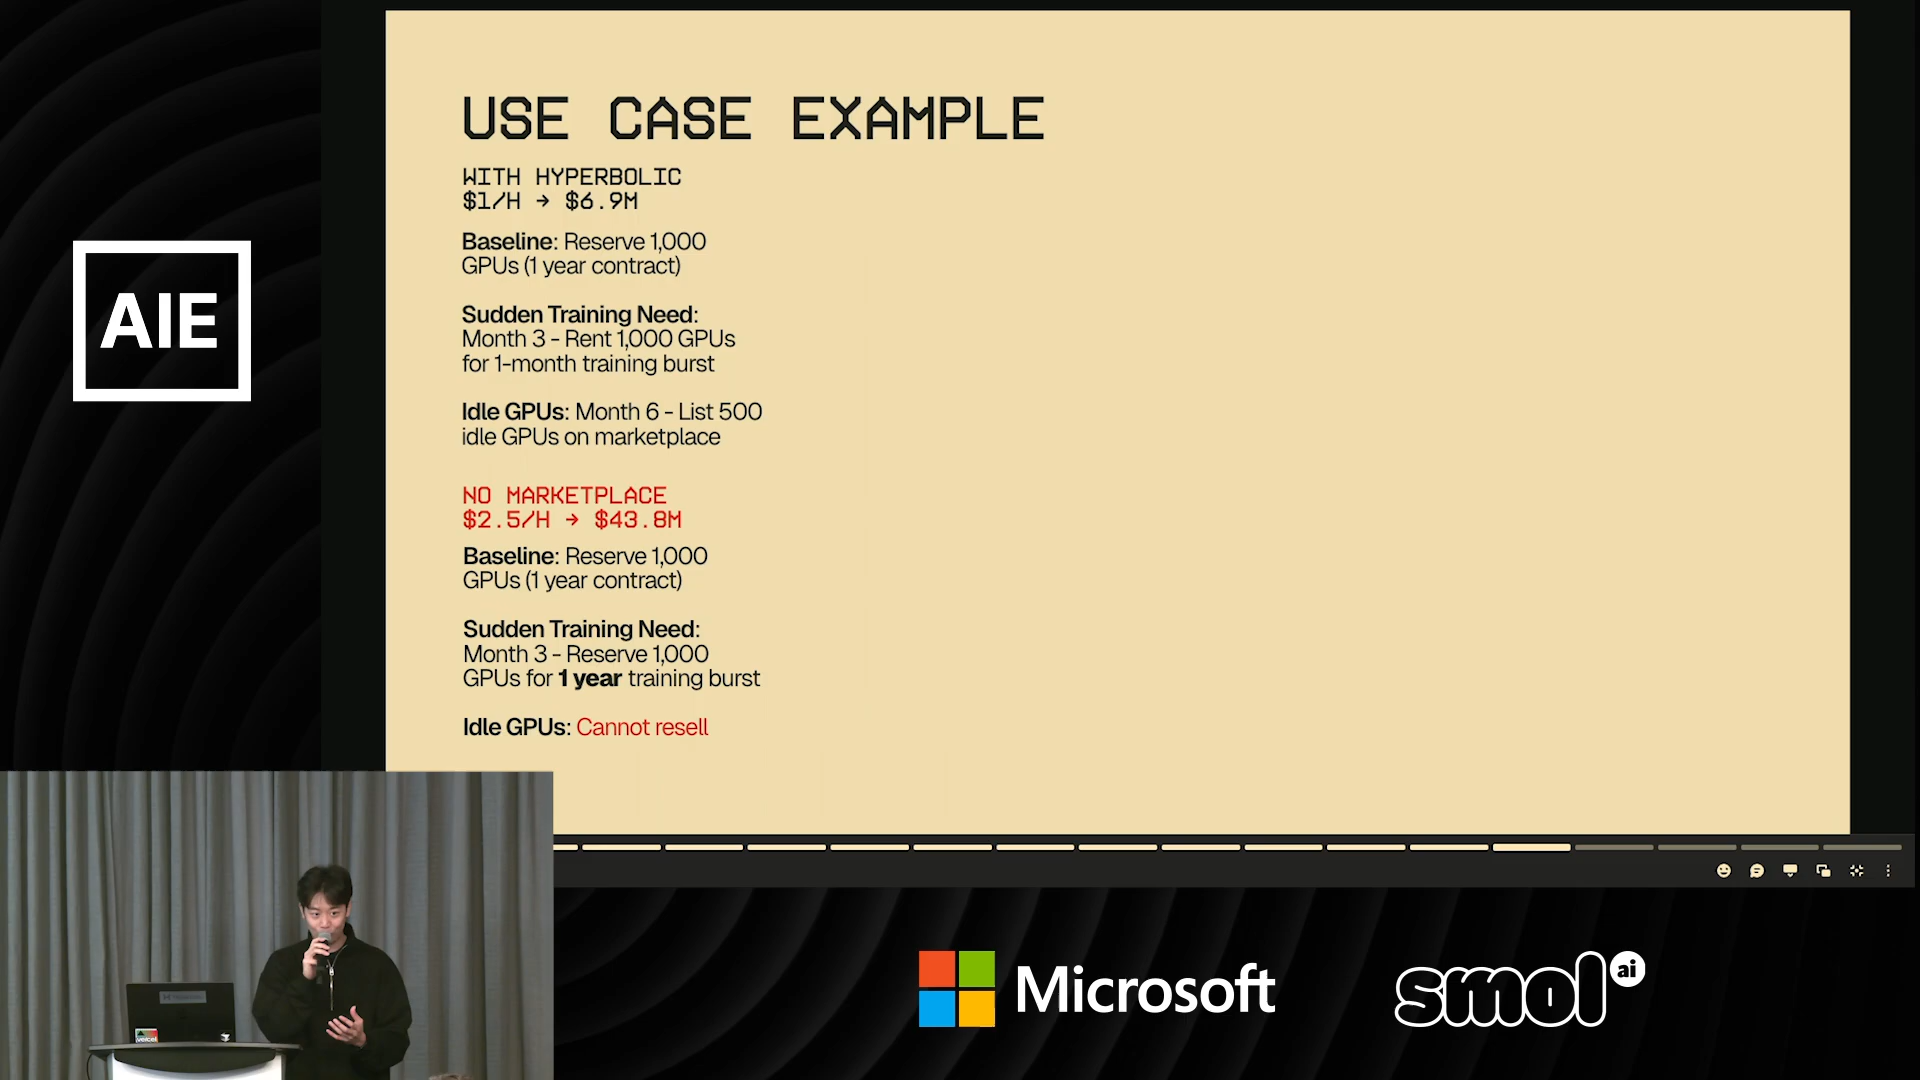 USE CASE EXAMPLE
WITH HYPERBOLIC
$1/H → $6.9M
Baseline: Reserve 1,000
GPUs (1 year contract)
Sudden Training Need:
Month 3 - Rent 1,000 GPUs
for 1-month training burst
Idle GPUs: Month 6 - List 500
idle GPUs on marketplace
NO MARKETPLACE
$2.5/H → $43.8M
Baseline: Reserve 1,000
GPUs (1 year contract)
Sudden Training Need:
Month 3 - Reserve 1,000
GPUs for 1 year training burst
Idle GPUs: Cannot resell
AIE
Microsoft
smol ai